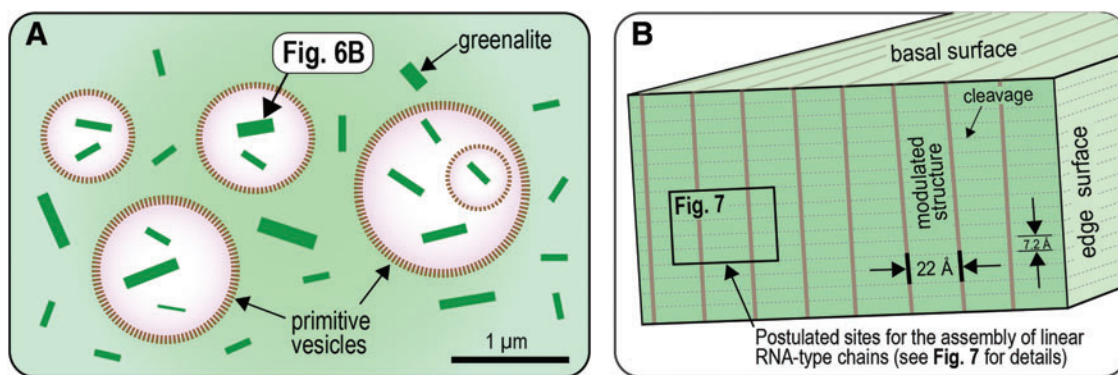 A
Fig. 6B
greenalite
primitive
vesicles
1 µm
B
basal surface
cleavage
modulated
structure
edge surface
Fig. 7
7.2 Å
22 Å
Postulated sites for the assembly of linear
RNA-type chains (see Fig. 7 for details)